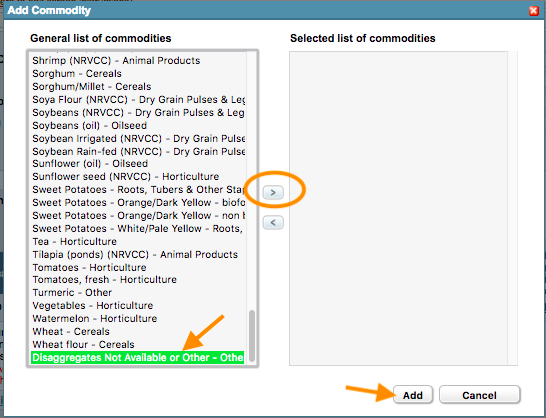 Add Commodity
General list of commodities
Selected list of commodities
Shrimp (NRVCC) - Animal Products
Sorghum - Cereals
Sorghum/Millet - Cereals
Soya Flour (NRVCC) - Dry Grain Pulses & Leg
Soybeans (NRVCC) - Dry Grain Pulses & Leg
Soybeans (oil) - Oilseed
Soybean Irrigated (NRVCC) - Dry Grain Pulse
Soybean Rain-fed (NRVCC) - Dry Grain Pulse
Sunflower (oil) - Oilseed
Sunflower seed (NRVCC) - Horticulture
Sweet Potatoes - Roots, Tubers & Other Stap
Sweet Potatoes - Orange/Dark Yellow - biofo
Sweet Potatoes - Orange/Dark Yellow - non b
Sweet Potatoes - White/Pale Yellow - Roots,
Tea - Horticulture
Tilapia (ponds) (NRVCC) - Animal Products
Tomatoes - Horticulture
Tomatoes, fresh - Horticulture
Turmeric - Other
Vegetables - Horticulture
Watermelon - Horticulture
Wheat - Cereals
Wheat flour - Cereals
Disaggregates Not Available or Other - Othe
>
<
Add
Cancel